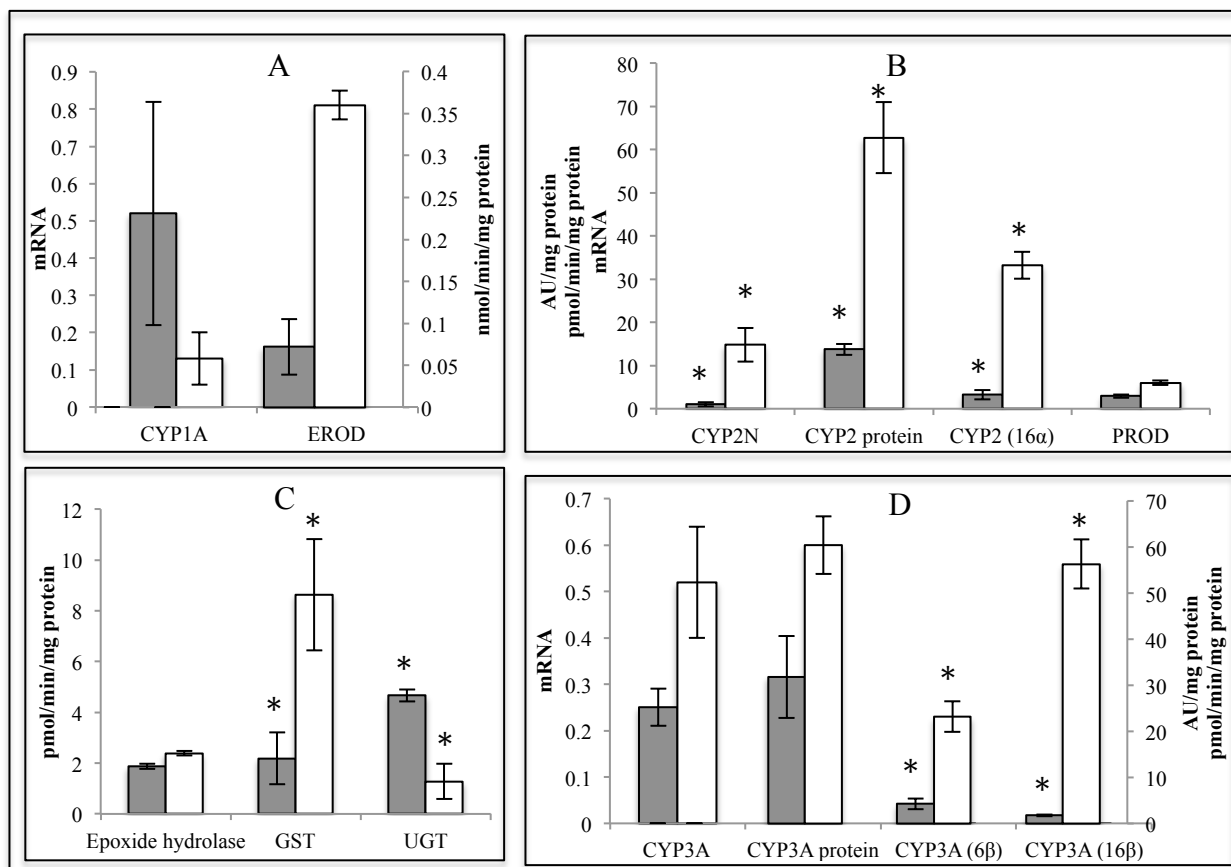 A
0.9
0.8
0.7
0.6
0.5
0.4
0.3
0.2
0.1
0
mRNA
0.4
0.35
0.3
0.25
0.2
0.15
0.1
0.05
0
nmol/min/mg protein
CYP1A EROD
B
80
70
60
50
40
30
20
10
0
AU/mg protein
pmol/min/mg protein
mRNA
* * * * * *
CYP2N CYP2 protein CYP2 (16α) PROD
C
12
10
8
6
4
2
0
pmol/min/mg protein
* * * *
Epoxide hydrolase GST UGT
D
0.7
0.6
0.5
0.4
0.3
0.2
0.1
0
mRNA
70
60
50
40
30
20
10
0
AU/mg protein
pmol/min/mg protein
* * * *
CYP3A CYP3A protein CYP3A (6β) CYP3A (16β)